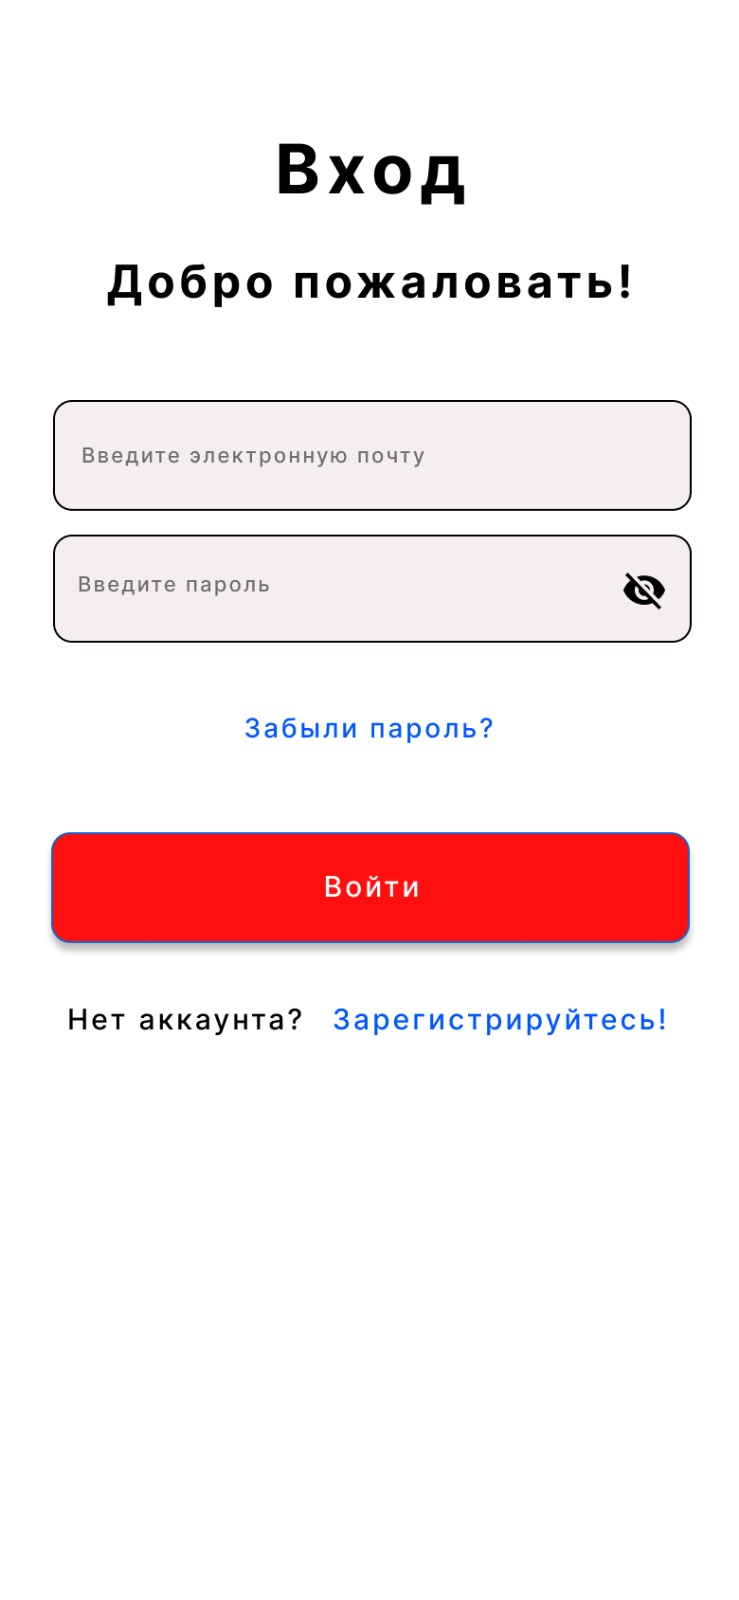 Вход
Добро пожаловать!
Введите электронную почту
Введите пароль
Забыли пароль?
Войти
Нет аккаунта? Зарегистрируйтесь!